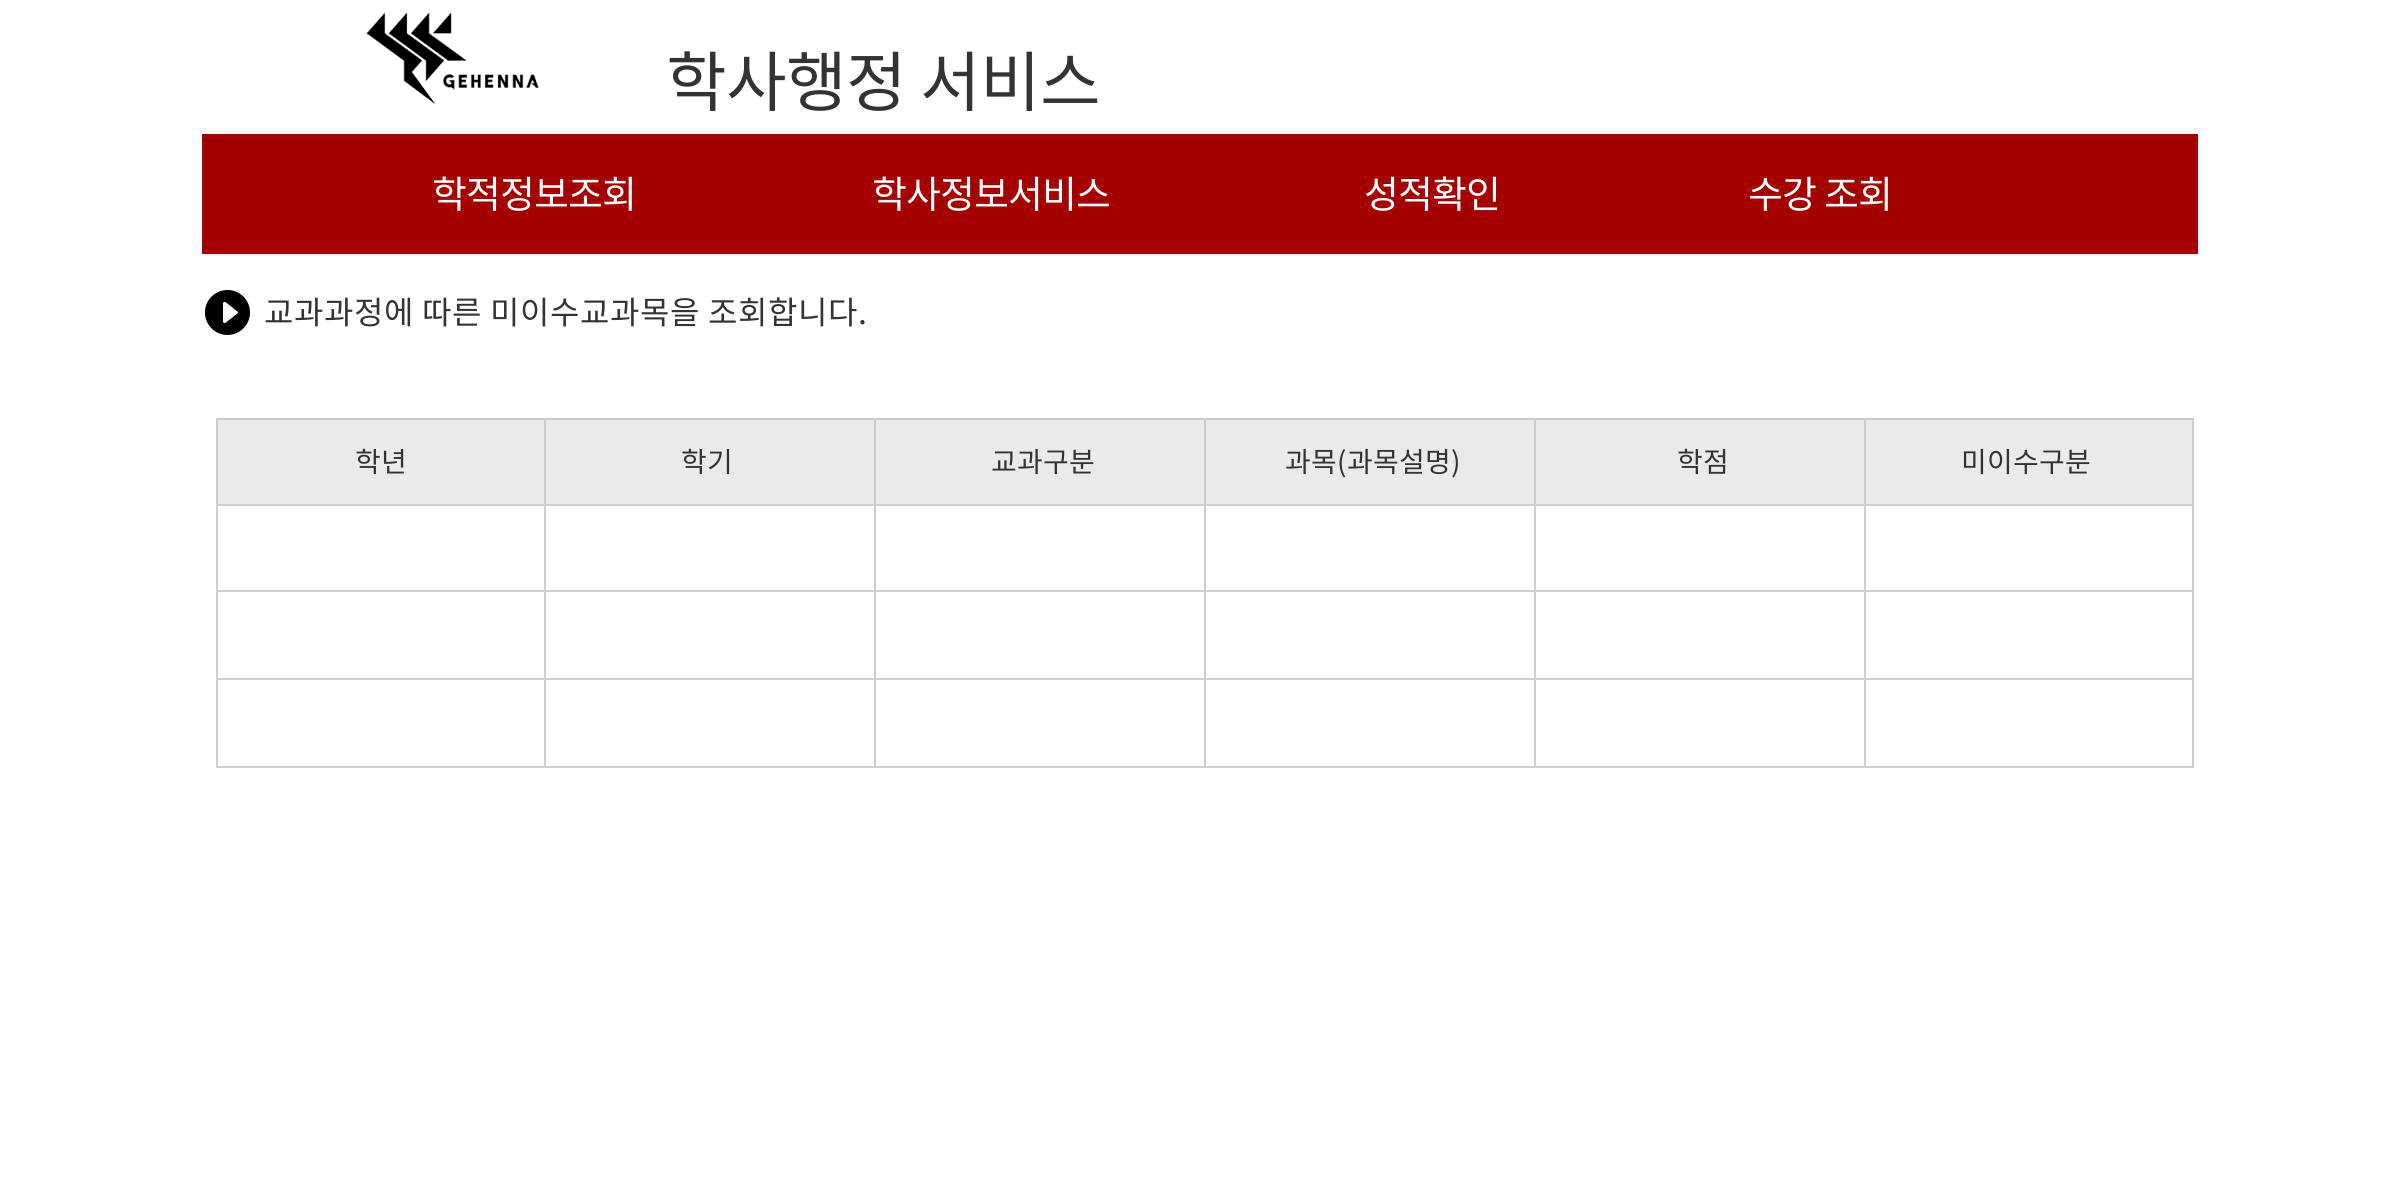 GEHENNA
학사행정 서비스
학적정보조회 학사정보서비스 성적확인 수강 조회
교과과정에 따른 미이수교과목을 조회합니다.
학년 학기 교과구분 과목(과목설명) 학점 미이수구분